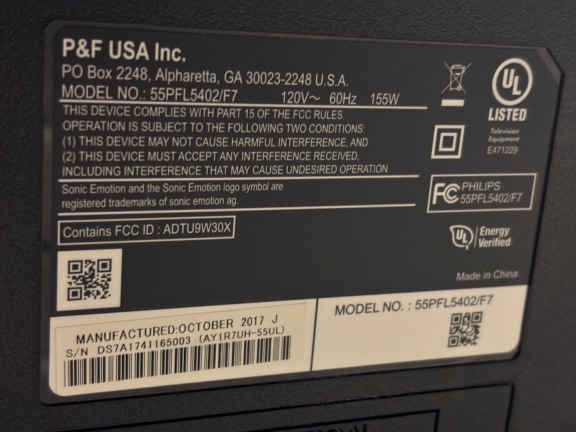 P&F USA Inc.
PO Box 2248, Alpharetta, GA 30023-2248 U.S.A.
MODEL NO.: 55PFL5402/F7 120V~ 60Hz 155W
THIS DEVICE COMPLIES WITH PART 15 OF THE FCC RULES
OPERATION IS SUBJECT TO THE FOLLOWING TWO CONDITIONS:
(1) THIS DEVICE MAY NOT CAUSE HARMFUL INTERFERENCE, AND
(2) THIS DEVICE MUST ACCEPT ANY INTERFERENCE RECEIVED,
INCLUDING INTERFERENCE THAT MAY CAUSE UNDESIRED OPERATION
Sonic Emotion and the Sonic Emotion logo symbol are
registered trademarks of sonic emotion ag.
Contains FCC ID : ADTU9W30X
UL
LISTED
Television
Equipment
E471229
FC PHILIPS
55PFL5402/F7
UL Energy
Verified
Made in China
MANUFACTURED:OCTOBER 2017 J
S/N DS7A1741165003 (AY1R7UH-55UL)
MODEL NO. : 55PFL5402/F7